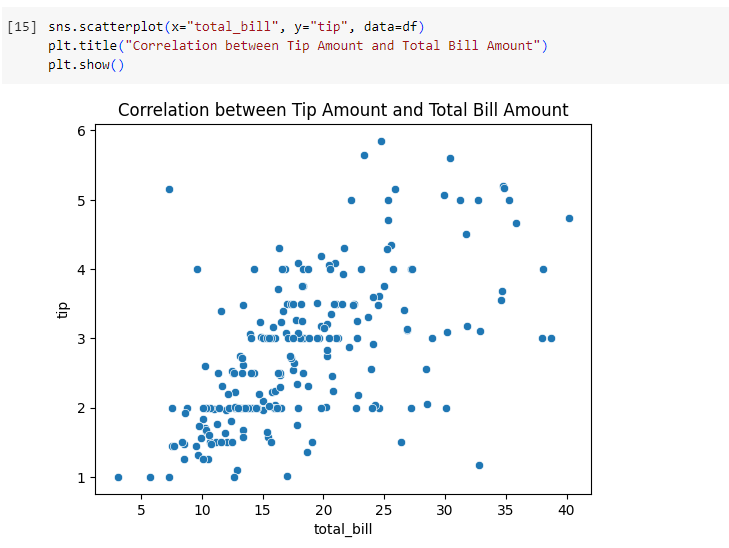 [15] sns.scatterplot(x="total_bill", y="tip", data=df)
plt.title("Correlation between Tip Amount and Total Bill Amount")
plt.show()
Correlation between Tip Amount and Total Bill Amount
6
5
4
3
2
1
tip
5 10 15 20 25 30 35 40
total_bill